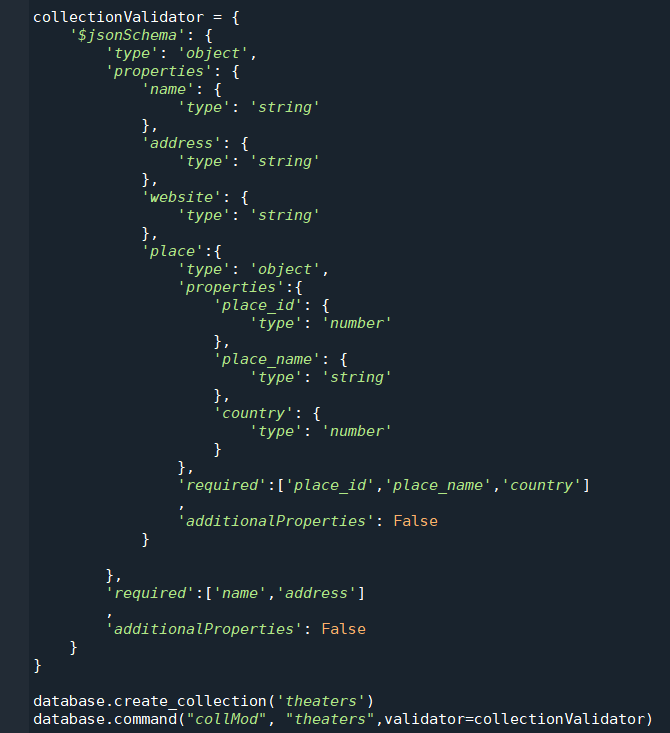 collectionValidator = {
    '$jsonSchema': {
        'type': 'object',
        'properties': {
            'name': {
                'type': 'string'
            },
            'address': {
                'type': 'string'
            },
            'website': {
                'type': 'string'
            },
            'place':{
                'type': 'object',
                'properties':{
                    'place_id': {
                        'type': 'number'
                    },
                    'place_name': {
                        'type': 'string'
                    },
                    'country': {
                        'type': 'number'
                    }
                },
                'required':['place_id','place_name','country']
                ,
                'additionalProperties': False
            }

        },
        'required':['name','address']
        ,
        'additionalProperties': False
    }
}

database.create_collection('theaters')
database.command("collMod", "theaters",validator=collectionValidator)